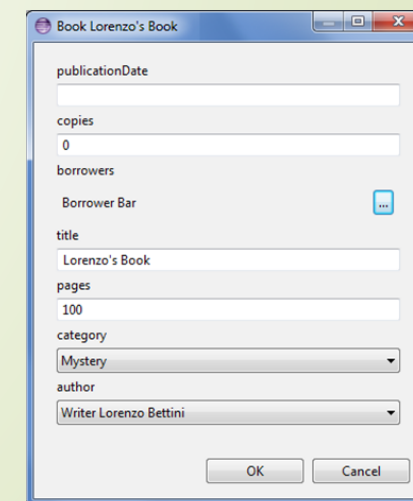 Book Lorenzo's Book
publicationDate
copies
0
borrowers
Borrower Bar
...
title
Lorenzo's Book
pages
100
category
Mystery
author
Writer Lorenzo Bettini
OK
Cancel